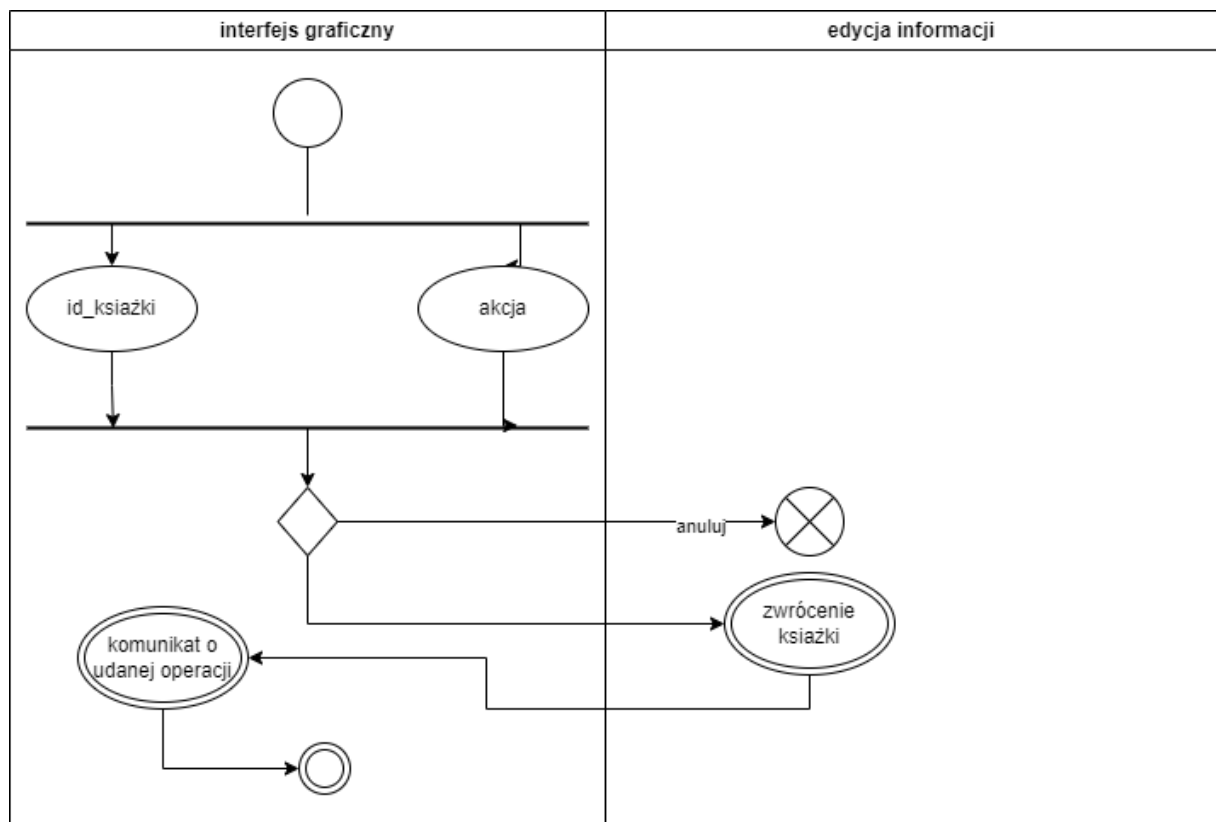 interfejs graficzny
edycja informacji
id_ksiażki
akcja
anuluj
zwrócenie
ksiażki
komunikat o
udanej operacji